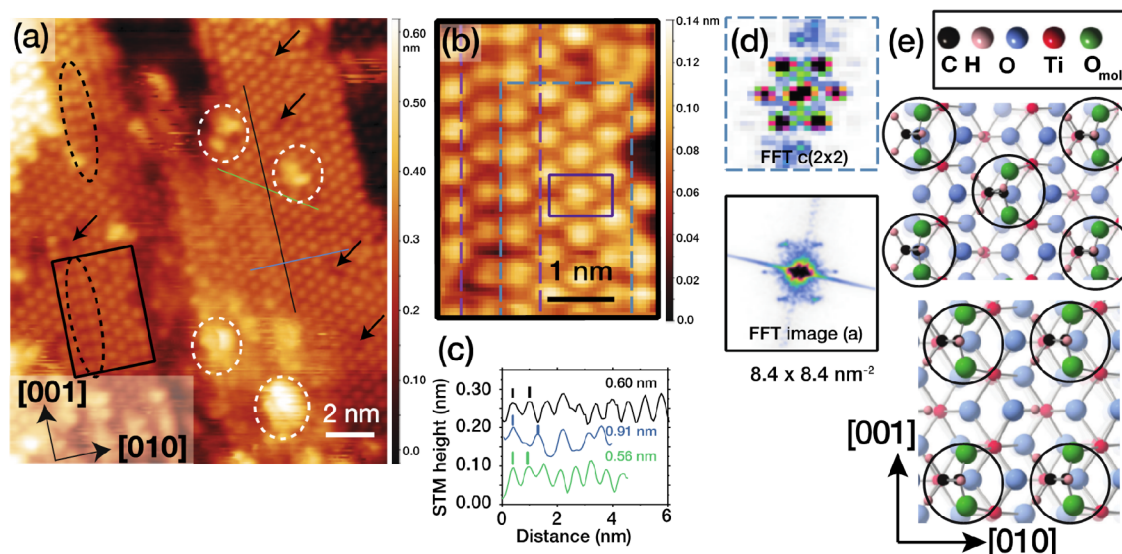 (a)
0.60 nm
0.50
0.40
0.30
0.20
0.10
0.0
[001]
[010]
2 nm
(b)
0.14 nm
0.12
0.10
0.08
0.06
0.04
0.02
0.0
1 nm
(c)
STM height (nm)
0.30
0.20
0.10
0.00
0.60 nm
0.91 nm
0.56 nm
0 2 4 6
Distance (nm)
(d)
FFT c(2x2)
FFT image (a)
8.4 x 8.4 nm⁻²
(e)
C H O Ti Oₘₒₗ
[001]
[010]